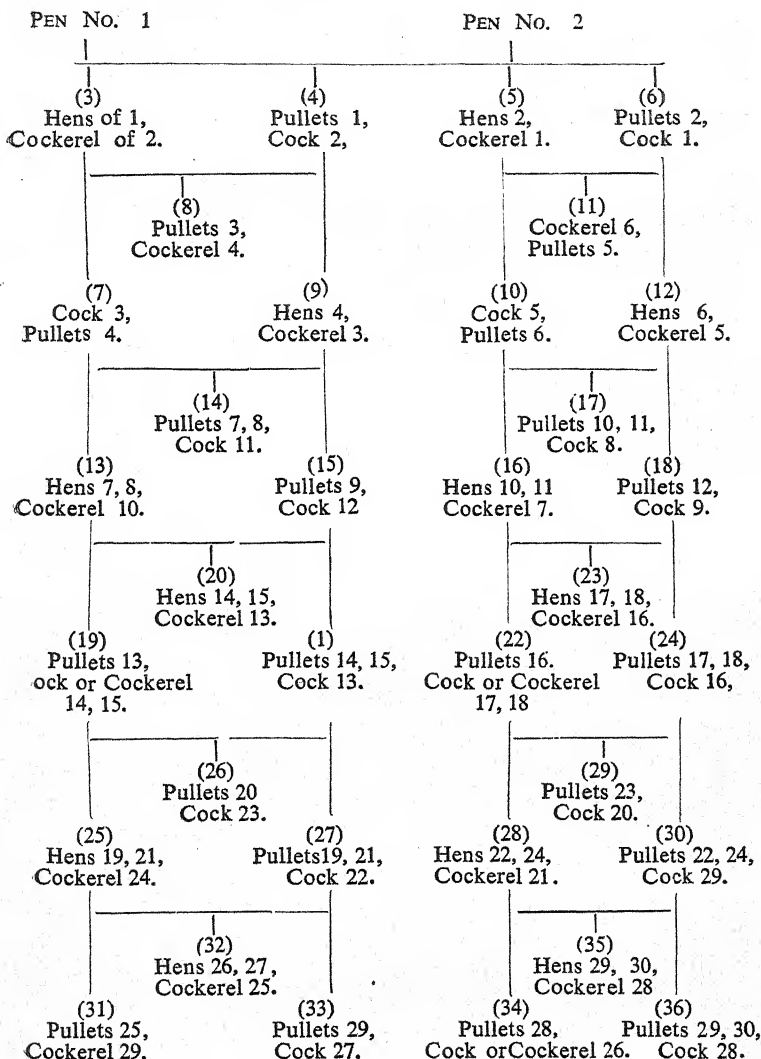 PEN NO. 1
PEN NO. 2
(3)
Hens of 1,
Cockerel of 2.
(4)
Pullets 1,
Cock 2,
(5)
Hens 2,
Cockerel 1.
(6)
Pullets 2,
Cock 1.
(8)
Pullets 3,
Cockerel 4.
(11)
Cockerel 6,
Pullets 5.
(7)
Cock 3,
Pullets 4.
(9)
Hens 4,
Cockerel 3.
(10)
Cock 5,
Pullets 6.
(12)
Hens 6,
Cockerel 5.
(14)
Pullets 7, 8,
Cock 11.
(17)
Pullets 10, 11,
Cock 8.
(13)
Hens 7, 8,
Cockerel 10.
(15)
Pullets 9,
Cock 12
(16)
Hens 10, 11
Cockerel 7.
(18)
Pullets 12,
Cock 9.
(20)
Hens 14, 15,
Cockerel 13.
(23)
Hens 17, 18,
Cockerel 16.
(19)
Pullets 13,
ock or Cockerel
14, 15.
(1)
Pullets 14, 15,
Cock 13.
(22)
Pullets 16.
Cock or Cockerel
17, 18
(24)
Pullets 17, 18,
Cock 16,
(26)
Pullets 20
Cock 23.
(29)
Pullets 23,
Cock 20.
(25)
Hens 19, 21,
Cockerel 24.
(27)
Pullets19, 21,
Cock 22.
(28)
Hens 22, 24,
Cockerel 21.
(30)
Pullets 22, 24,
Cock 29.
(32)
Hens 26, 27,
Cockerel 25.
(35)
Hens 29, 30,
Cockerel 28
(31)
Pullets 25,
Cockerel 29.
(33)
Pullets 29,
Cock 27.
(34)
Pullets 28,
Cock orCockerel 26.
(36)
Pullets 29, 30,
Cock 28.